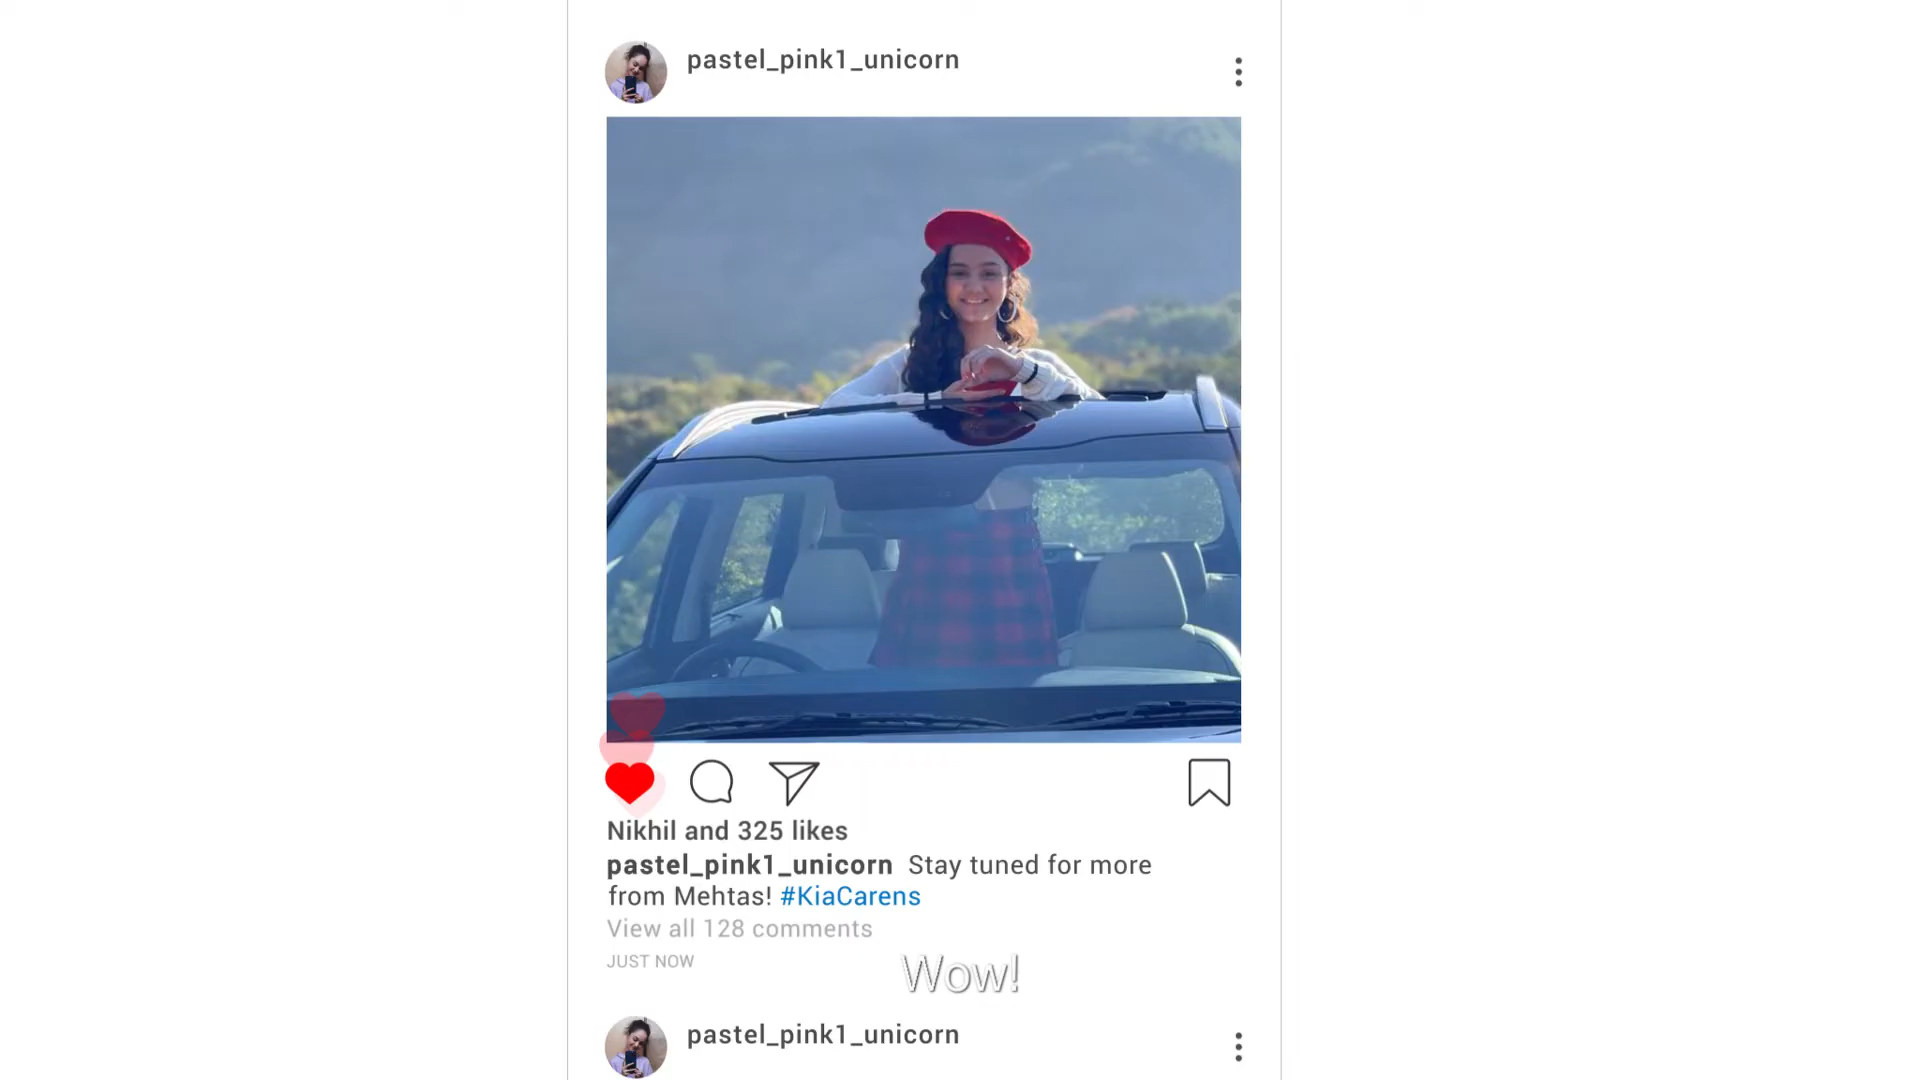 pastel_pink1_unicorn
Nikhil and 325 likes
pastel_pink1_unicorn Stay tuned for more
from Mehtas! #KiaCarens
View all 128 comments
JUST NOW
Wow!
pastel_pink1_unicorn